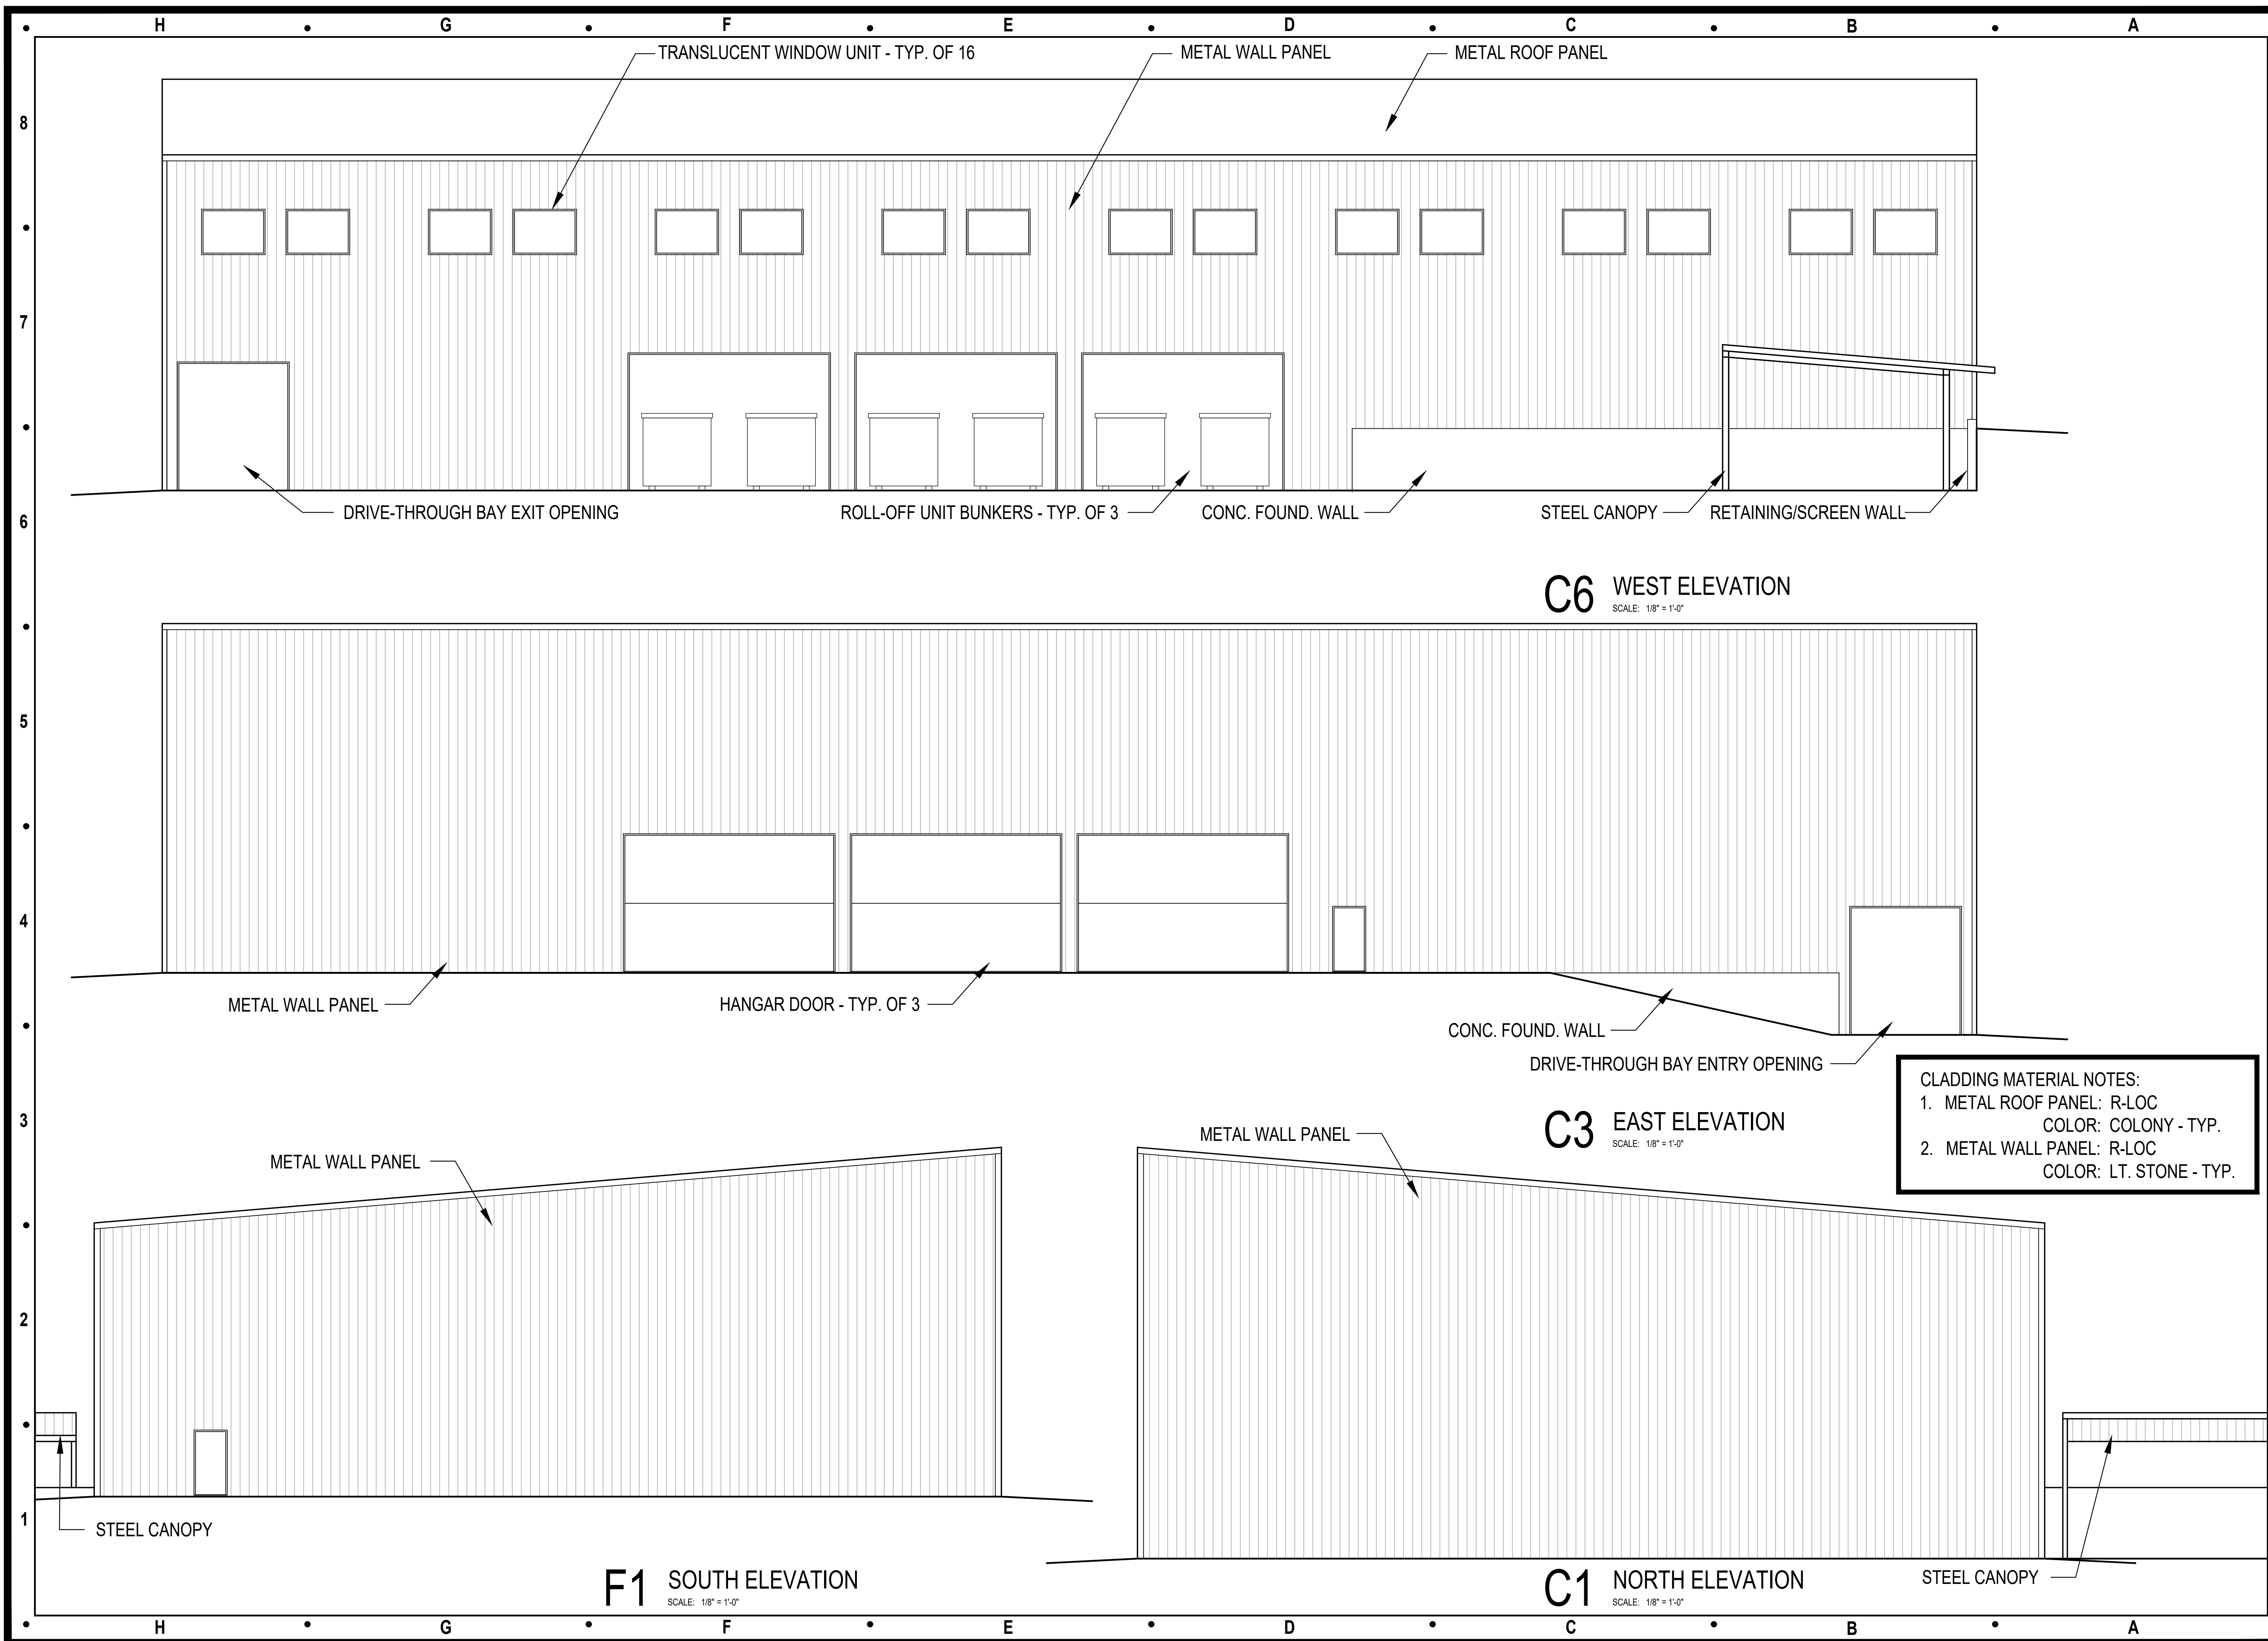 H G F E D C B A
TRANSLUCENT WINDOW UNIT - TYP. OF 16
METAL WALL PANEL
METAL ROOF PANEL
8
7
DRIVE-THROUGH BAY EXIT OPENING
ROLL-OFF UNIT BUNKERS - TYP. OF 3
CONC. FOUND. WALL
STEEL CANOPY
RETAINING/SCREEN WALL
6
C6 WEST ELEVATION
SCALE: 1/8" = 1'-0"
5
4
METAL WALL PANEL
HANGAR DOOR - TYP. OF 3
CONC. FOUND. WALL
DRIVE-THROUGH BAY ENTRY OPENING
C3 EAST ELEVATION
SCALE: 1/8" = 1'-0"
CLADDING MATERIAL NOTES:
1. METAL ROOF PANEL: R-LOC
COLOR: COLONY - TYP.
2. METAL WALL PANEL: R-LOC
COLOR: LT. STONE - TYP.
3
METAL WALL PANEL
METAL WALL PANEL
2
1
STEEL CANOPY
F1 SOUTH ELEVATION
SCALE: 1/8" = 1'-0"
C1 NORTH ELEVATION
SCALE: 1/8" = 1'-0"
STEEL CANOPY
H G F E D C B A